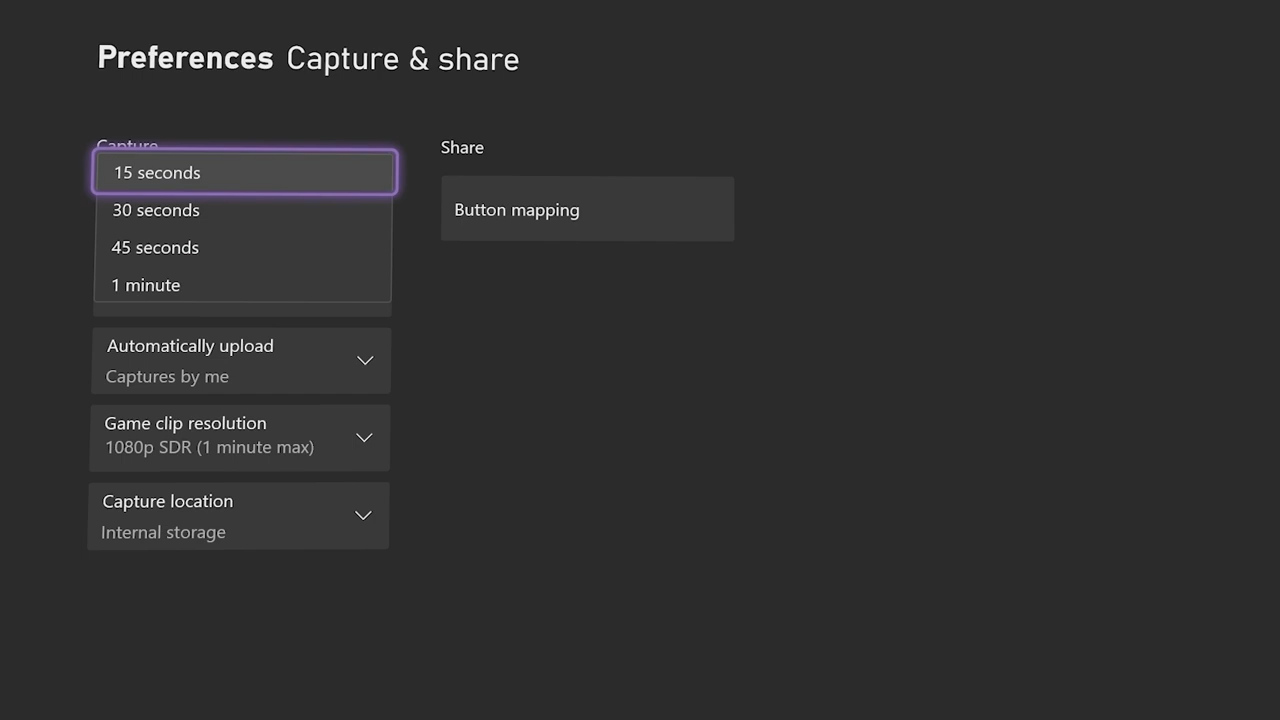 Preferences Capture & share
Capture
15 seconds
30 seconds
45 seconds
1 minute
Automatically upload
Captures by me
Game clip resolution
1080p SDR (1 minute max)
Capture location
Internal storage
Share
Button mapping